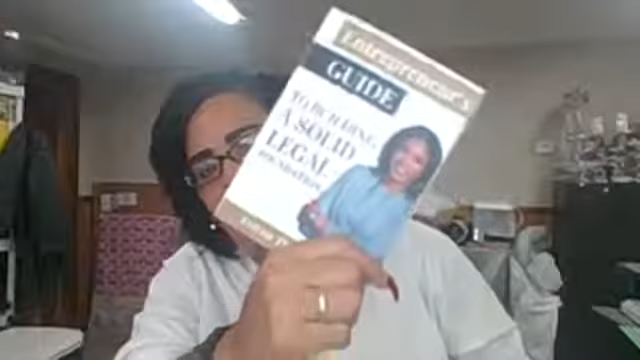 Entrepreneur's
GUIDE
TO BUILDING
A SOLID
LEGAL
FOUNDATION